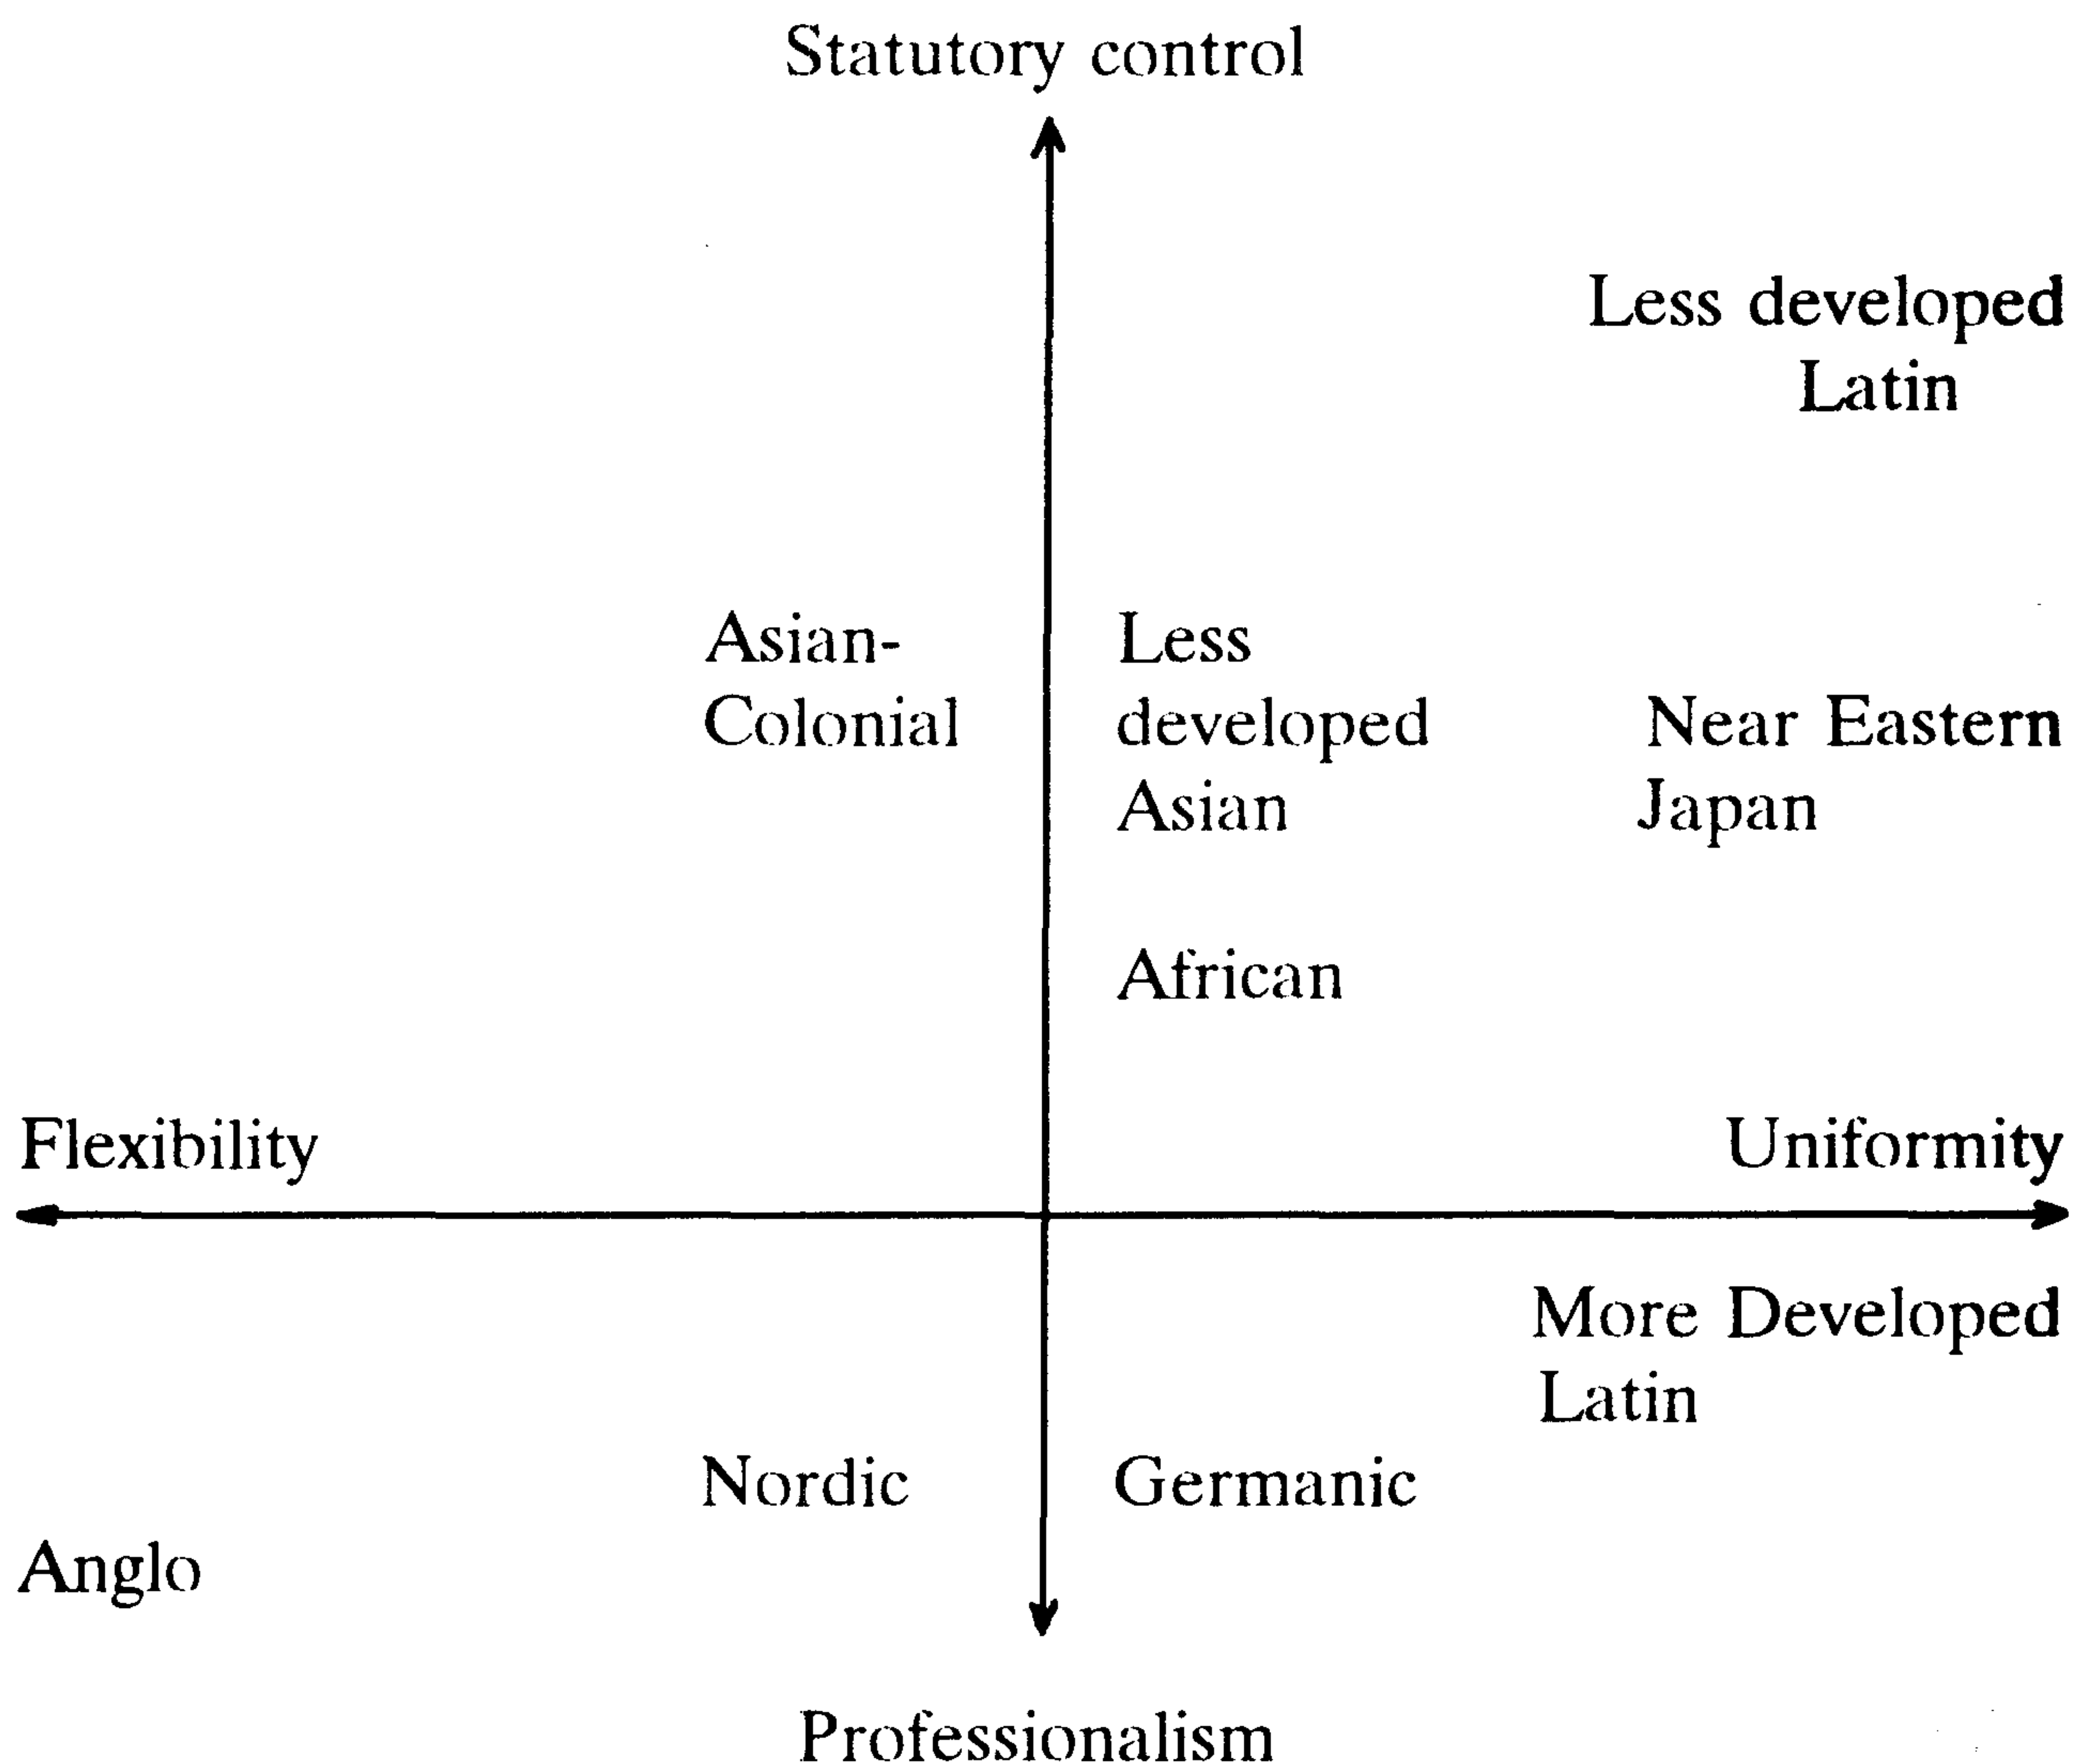 Statutory control
Less developed
Latin
Asian-
Colonial
Less
developed
Asian
Near Eastern
Japan
African
Flexibility
Uniformity
More Developed
Latin
Nordic
Germanic
Anglo
Professionalism